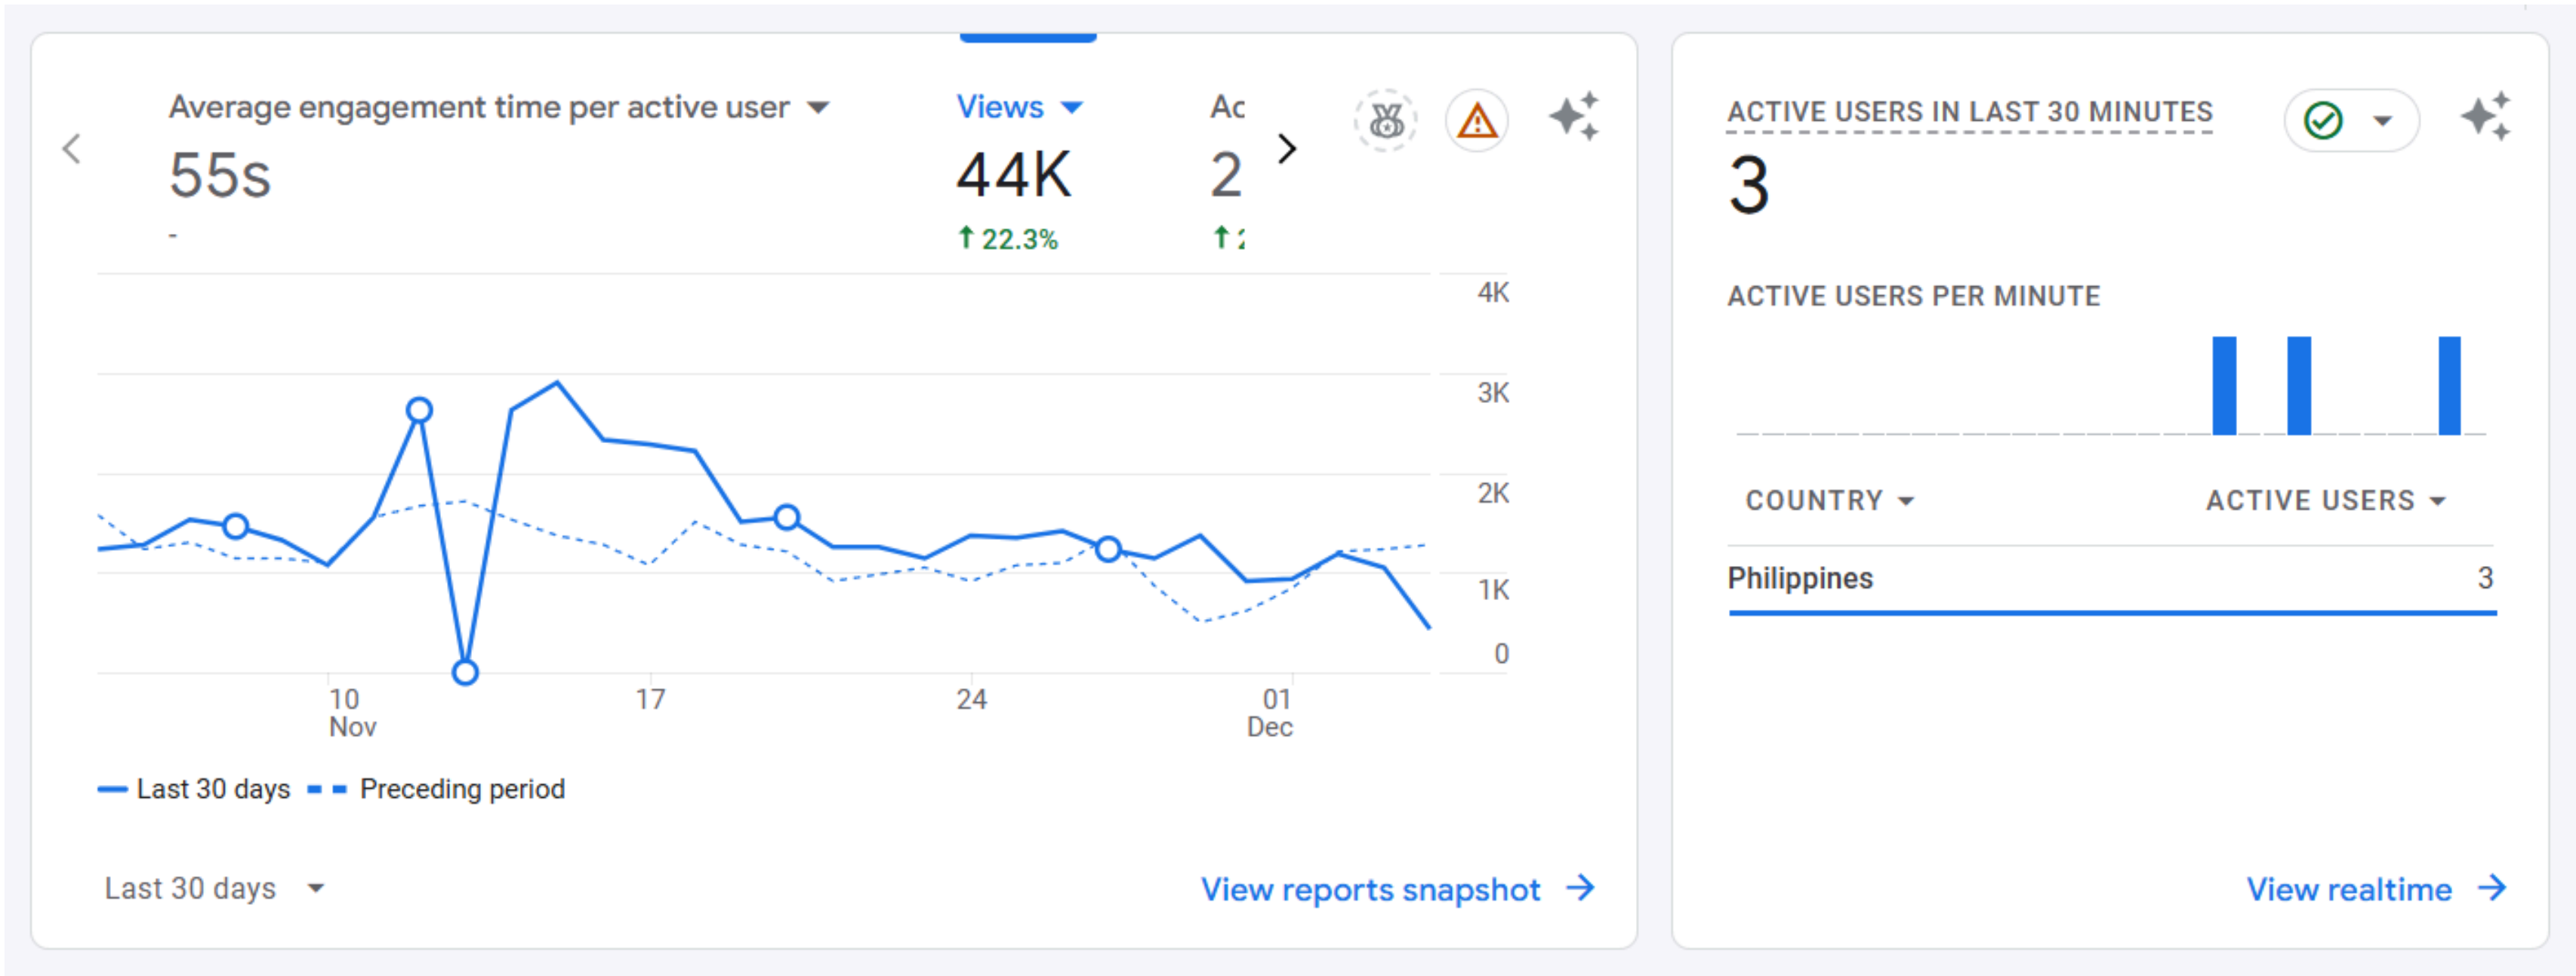 Average engagement time per active user
55s
-
Views
44K
22.3%
Ac
2
4K
3K
2K
1K
0
10
Nov
17
24
01
Dec
Last 30 days
Preceding period
Last 30 days
View reports snapshot
ACTIVE USERS IN LAST 30 MINUTES
3
ACTIVE USERS PER MINUTE
COUNTRY
ACTIVE USERS
Philippines
3
View realtime